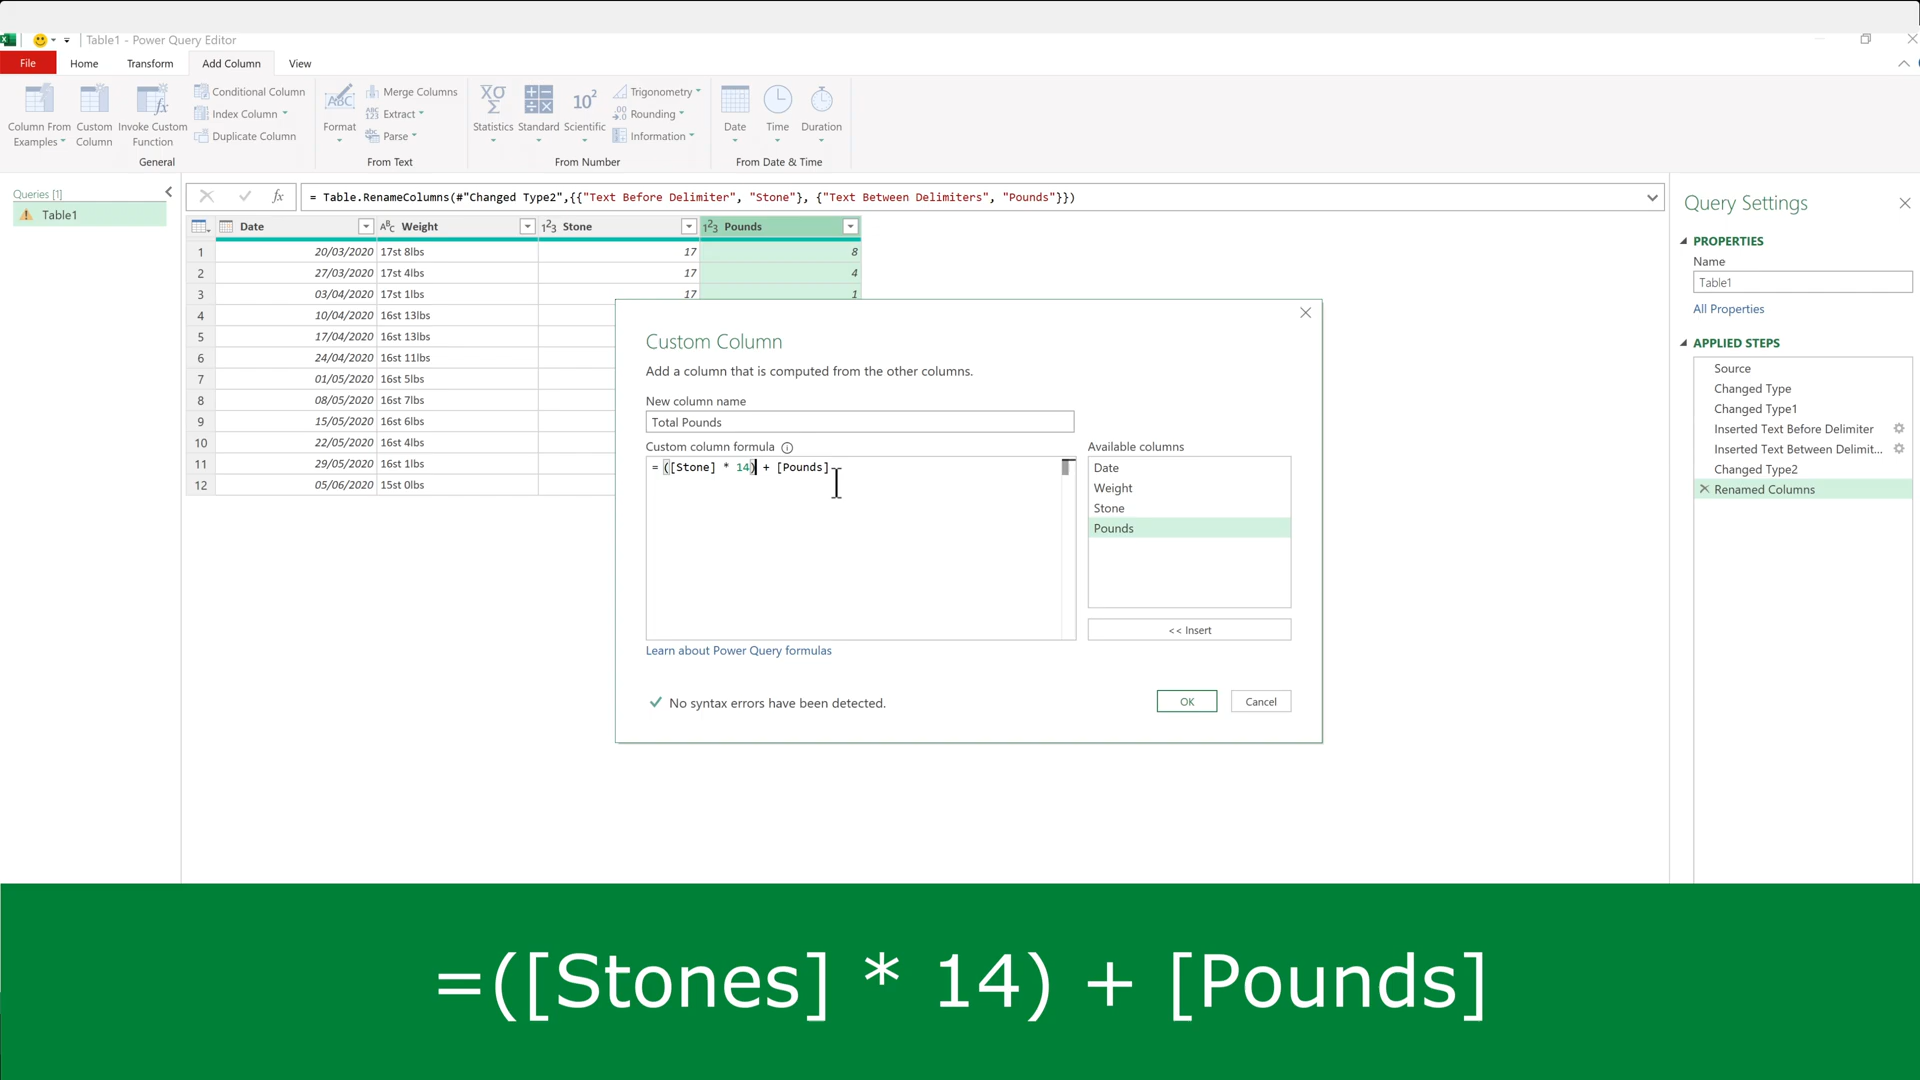 Table1 - Power Query Editor
File Home Transform Add Column View
Column From Examples
Custom Column
Invoke Custom Function
Conditional Column
Index Column
Duplicate Column
General
Format
Merge Columns
Extract
Parse
From Text
Statistics
Standard
Scientific
Trigonometry
Rounding
Information
From Number
Date
Time
Duration
From Date & Time
Queries [1]
Table1
= Table.RenameColumns(#"Changed Type2",{{"Text Before Delimiter", "Stone"}, {"Text Between Delimiters", "Pounds"}})
Date Weight Stone Pounds
1 20/03/2020 17st 8lbs 17 8
2 27/03/2020 17st 4lbs 17 4
3 03/04/2020 17st 1lbs 17 1
4 10/04/2020 16st 13lbs
5 17/04/2020 16st 13lbs
6 24/04/2020 16st 11lbs
7 01/05/2020 16st 5lbs
8 08/05/2020 16st 7lbs
9 15/05/2020 16st 6lbs
10 22/05/2020 16st 4lbs
11 29/05/2020 16st 1lbs
12 05/06/2020 15st 0lbs
Custom Column
Add a column that is computed from the other columns.
New column name
Total Pounds
Custom column formula
= ([Stone] * 14) + [Pounds]
Available columns
Date
Weight
Stone
Pounds
<< Insert
Learn about Power Query formulas
No syntax errors have been detected.
OK
Cancel
Query Settings
PROPERTIES
Name
Table1
All Properties
APPLIED STEPS
Source
Changed Type
Changed Type1
Inserted Text Before Delimiter
Inserted Text Between Delimit...
Changed Type2
Renamed Columns
=([Stones] * 14) + [Pounds]